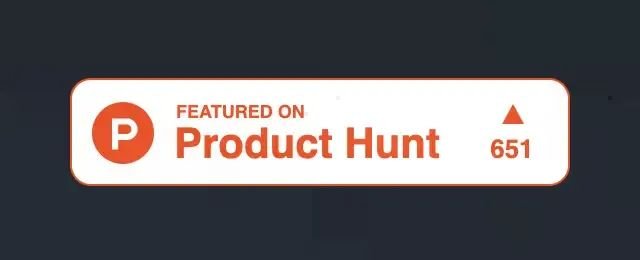 P
FEATURED ON
Product Hunt
▲
651